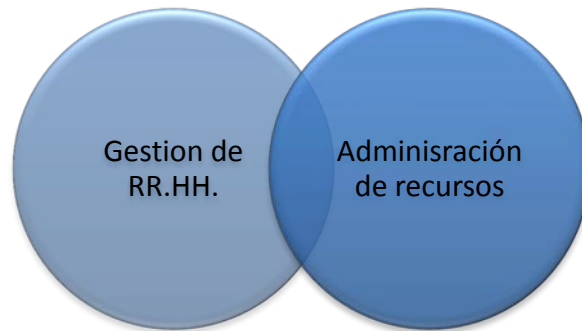 Gestion de
RR.HH.
Adminisración
de recursos